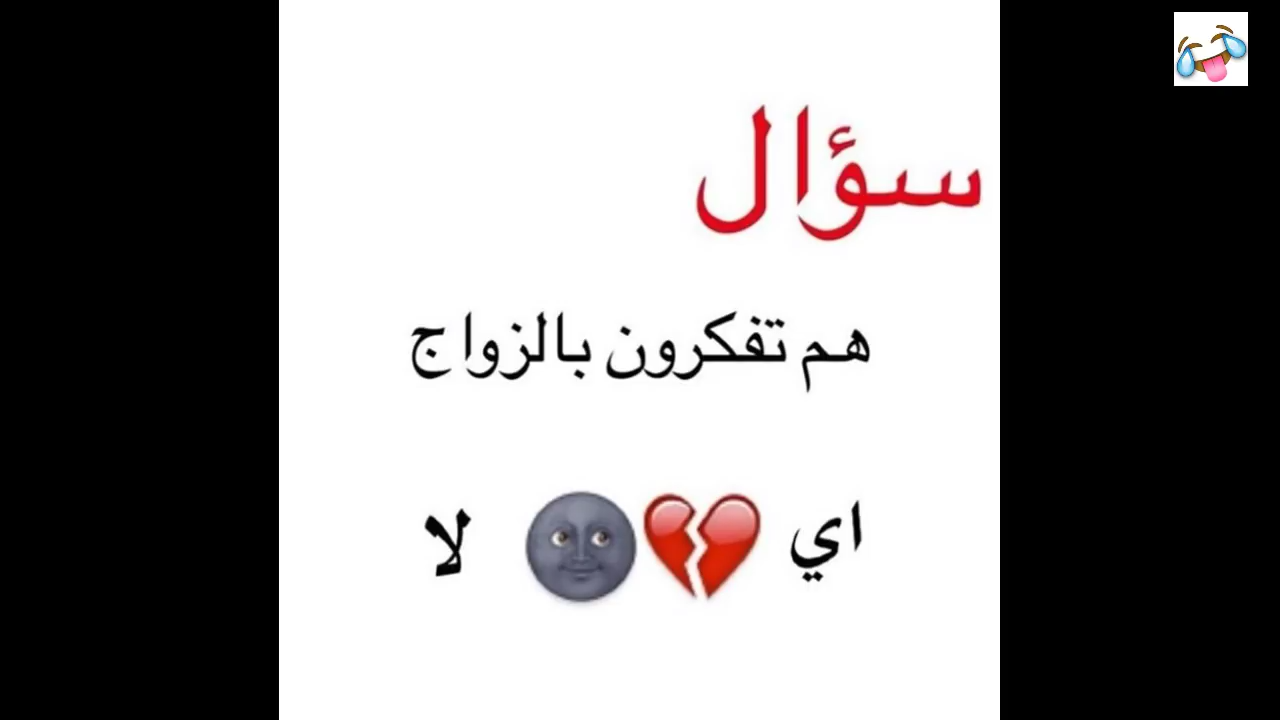 سؤال
هم تفكرون بالزواج
اي 💔🌚 لا